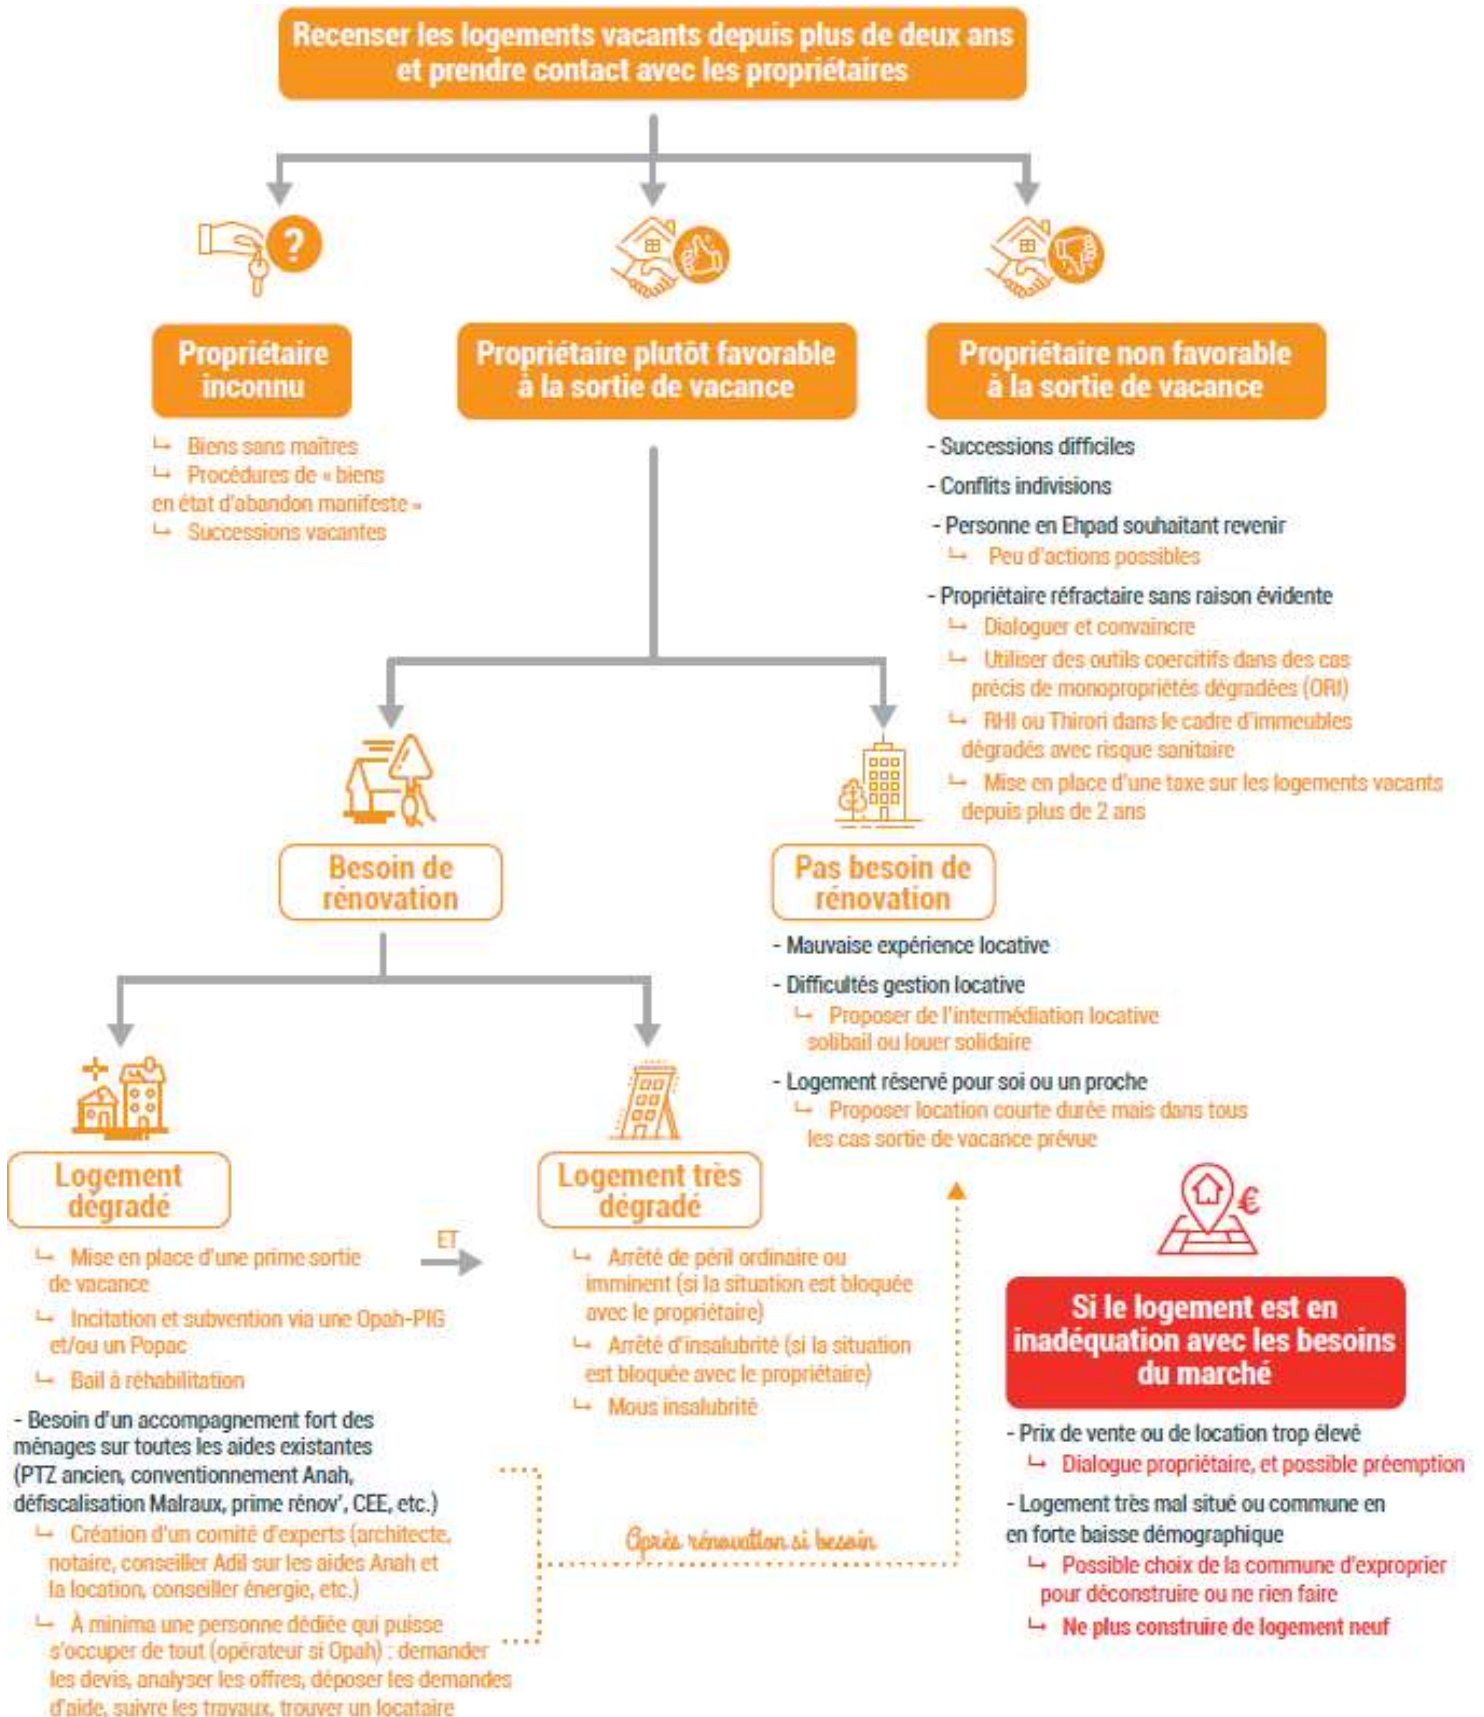 Recenser les logements vacants depuis plus de deux ans
et prendre contact avec les propriétaires
?
Propriétaire
inconnu
↳ Biens sans maîtres
↳ Procédures de « biens
en état d'abandon manifeste »
↳ Successions vacantes
Propriétaire plutôt favorable
à la sortie de vacance
Propriétaire non favorable
à la sortie de vacance
- Successions difficiles
- Conflits indivisions
- Personne en Ehpad souhaitant revenir
↳ Peu d'actions possibles
- Propriétaire réfractaire sans raison évidente
↳ Dialoguer et convaincre
↳ Utiliser des outils coercitifs dans des cas
précis de monopropriétés dégradées (ORI)
↳ RHI ou Thirori dans le cadre d'immeubles
dégradés avec risque sanitaire
↳ Mise en place d'une taxe sur les logements vacants
depuis plus de 2 ans
Besoin de
rénovation
Pas besoin de
rénovation
- Mauvaise expérience locative
- Difficultés gestion locative
↳ Proposer de l'intermédiation locative
solibail ou louer solidaire
- Logement réservé pour soi ou un proche
↳ Proposer location courte durée mais dans tous
les cas sortie de vacance prévue
Logement
dégradé
↳ Mise en place d'une prime sortie
de vacance
↳ Incitation et subvention via une Opah-PIG
et/ou un Popac
↳ Bail à réhabilitation
- Besoin d'un accompagnement fort des
ménages sur toutes les aides existantes
(PTZ ancien, conventionnement Anah,
défiscalisation Malraux, prime rénov', CEE, etc.)
↳ Création d'un comité d'experts (architecte,
notaire, conseiller Adil sur les aides Anah et
la location, conseiller énergie, etc.)
↳ À minima une personne dédiée qui puisse
s'occuper de tout (opérateur si Opah) : demander
les devis, analyser les offres, déposer les demandes
d'aide, suivre les travaux, trouver un locataire
ET
Logement très
dégradé
↳ Arrêté de péril ordinaire ou
imminent (si la situation est bloquée
avec le propriétaire)
↳ Arrêté d'insalubrité (si la situation
est bloquée avec le propriétaire)
↳ Mous insalubrité
Après rénovation si besoin
€
Si le logement est en
inadéquation avec les besoins
du marché
- Prix de vente ou de location trop élevé
↳ Dialogue propriétaire, et possible préemption
- Logement très mal situé ou commune en
en forte baisse démographique
↳ Possible choix de la commune d'exproprier
pour déconstruire ou ne rien faire
↳ Ne plus construire de logement neuf